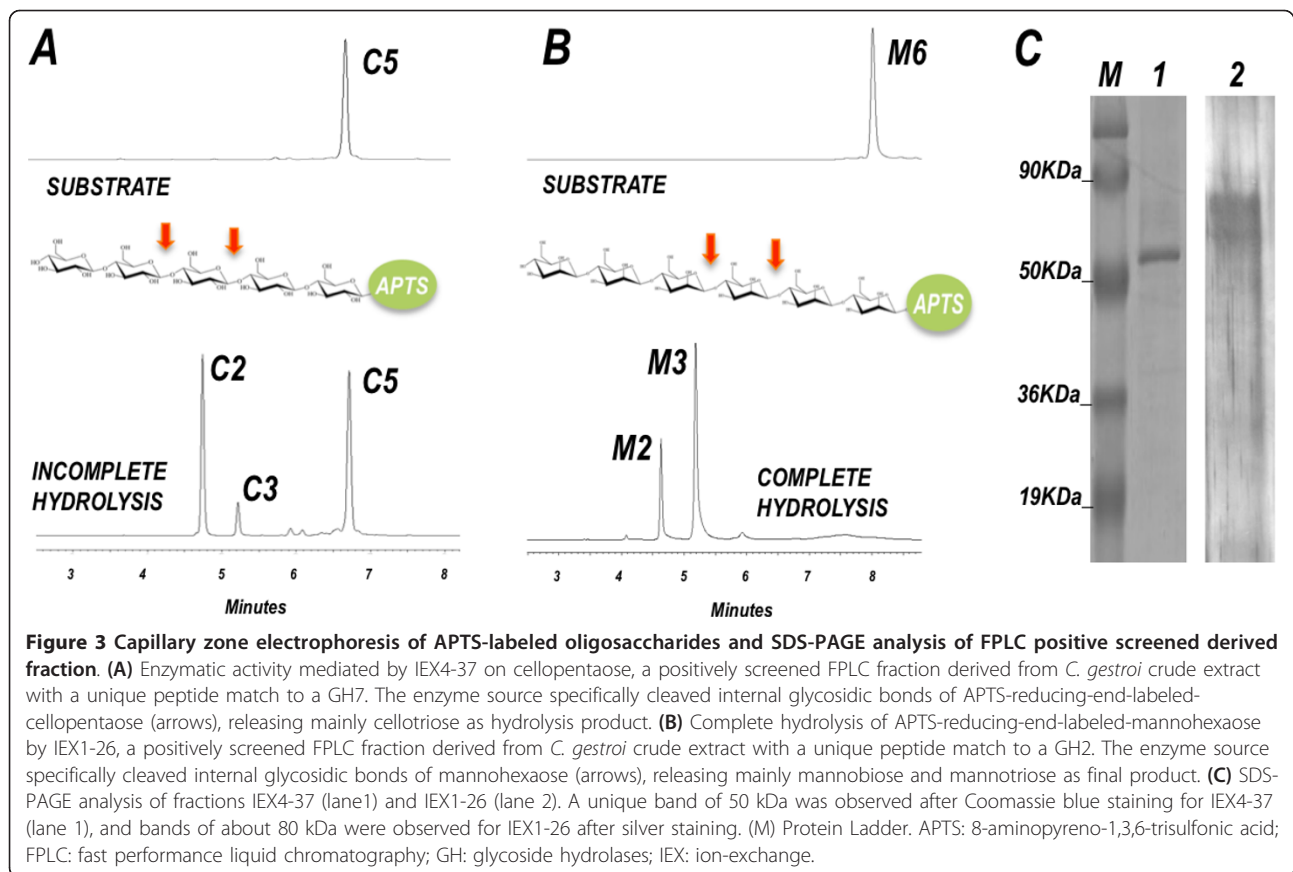 A
C5
SUBSTRATE
APTS
C2
C5
C3
INCOMPLETE
HYDROLYSIS
3 4 5 6 7 8
Minutes
B
M6
SUBSTRATE
APTS
M3
M2
COMPLETE
HYDROLYSIS
3 4 5 6 7 8
Minutes
C
M 1 2
90KDa_
50KDa_
36KDa_
19KDa_
Figure 3 Capillary zone electrophoresis of APTS-labeled oligosaccharides and SDS-PAGE analysis of FPLC positive screened derived
fraction. (A) Enzymatic activity mediated by IEX4-37 on cellopentaose, a positively screened FPLC fraction derived from C. gestroi crude extract
with a unique peptide match to a GH7. The enzyme source specifically cleaved internal glycosidic bonds of APTS-reducing-end-labeled-
cellopentaose (arrows), releasing mainly cellotriose as hydrolysis product. (B) Complete hydrolysis of APTS-reducing-end-labeled-mannohexaose
by IEX1-26, a positively screened FPLC fraction derived from C. gestroi crude extract with a unique peptide match to a GH2. The enzyme source
specifically cleaved internal glycosidic bonds of mannohexaose (arrows), releasing mainly mannobiose and mannotriose as final product. (C) SDS-
PAGE analysis of fractions IEX4-37 (lane1) and IEX1-26 (lane 2). A unique band of 50 kDa was observed after Coomassie blue staining for IEX4-37
(lane 1), and bands of about 80 kDa were observed for IEX1-26 after silver staining. (M) Protein Ladder. APTS: 8-aminopyreno-1,3,6-trisulfonic acid;
FPLC: fast performance liquid chromatography; GH: glycoside hydrolases; IEX: ion-exchange.